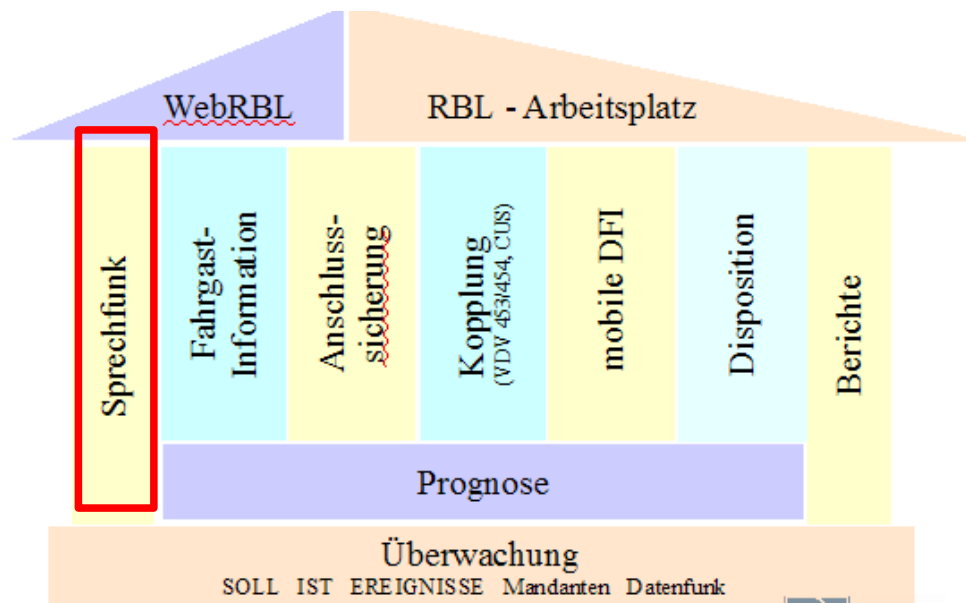 WebRBL
RBL - Arbeitsplatz
Sprechfunk
Fahrgast-
Information
Anschluss-
sicherung
Kopplung
(VDV 453/454, CUS)
mobile DFI
Disposition
Berichte
Prognose
Überwachung
SOLL IST EREIGNISSE Mandanten Datenfunk